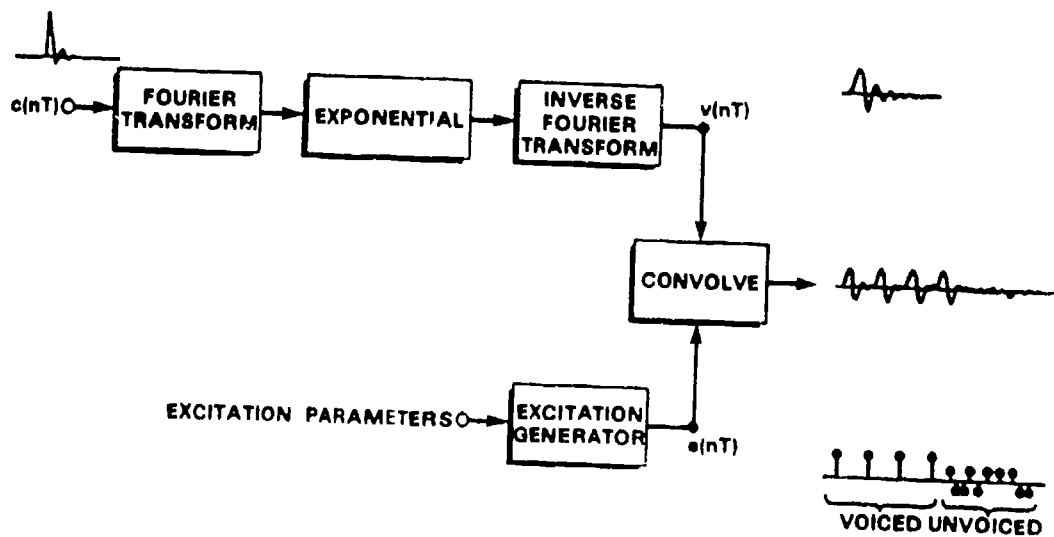 c(nT)
FOURIER
TRANSFORM
EXPONENTIAL
INVERSE
FOURIER
TRANSFORM
v(nT)
CONVOLVE
EXCITATION PARAMETERS
EXCITATION
GENERATOR
e(nT)
VOICED UNVOICED